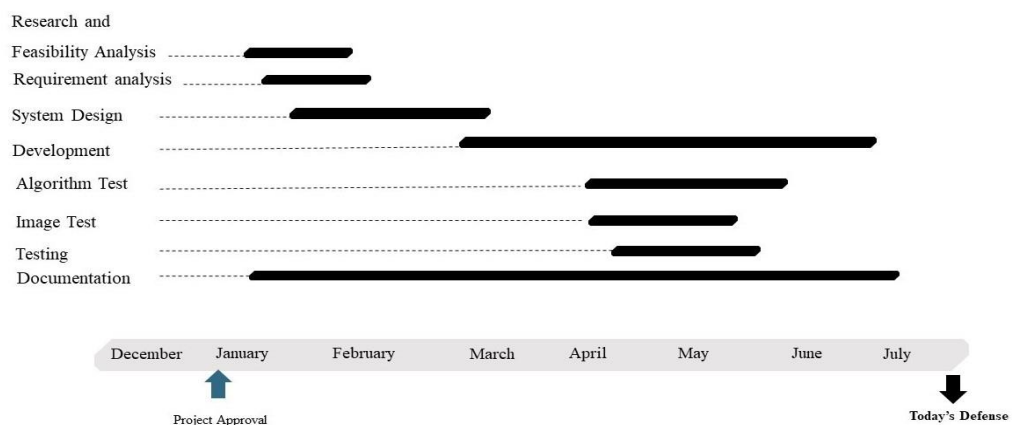 Research and
Feasibility Analysis
Requirement analysis
System Design
Development
Algorithm Test
Image Test
Testing
Documentation
December January February March April May June July
Project Approval
Today's Defense